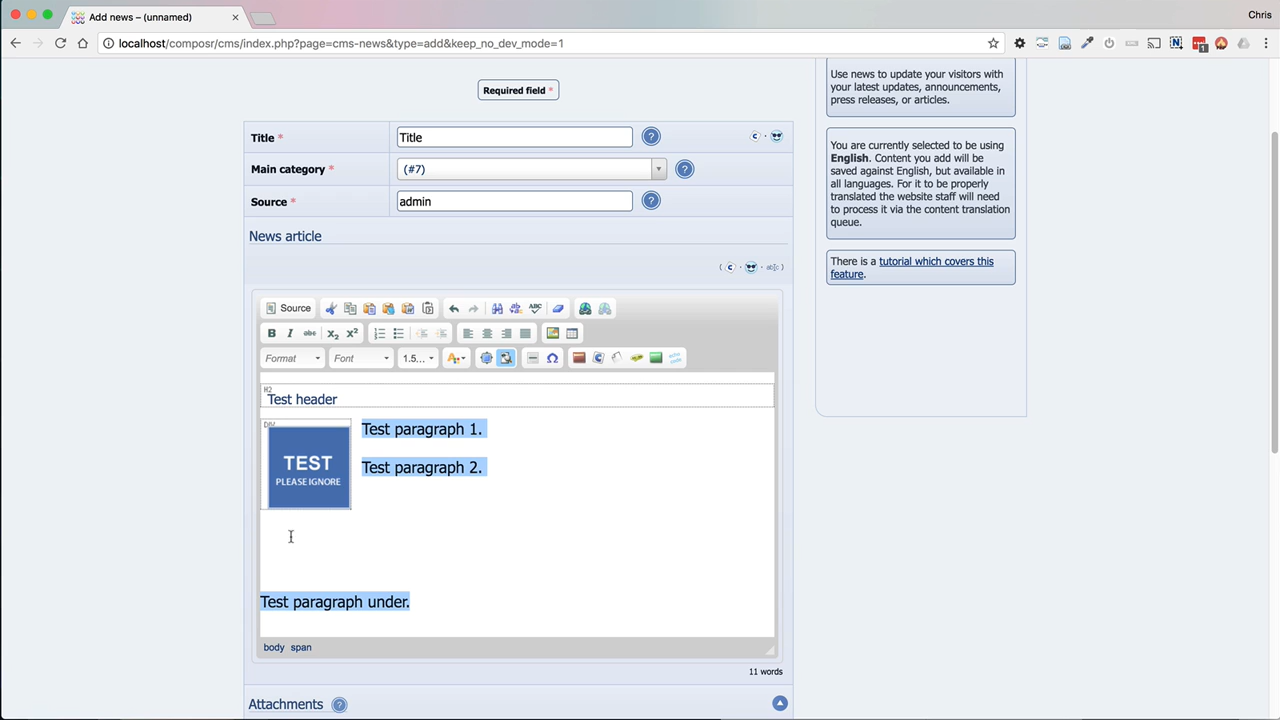 Add news – (unnamed)
Chris
localhost/composr/cms/index.php?page=cms-news&type=add&keep_no_dev_mode=1
Required field *
Title *
Title
Main category *
(#7)
Source *
admin
News article
Source
ABC
B I abc X₂ X²
Format
Font
1.5...
A
H2
Test header
DIV
TEST
PLEASE IGNORE
Test paragraph 1.
Test paragraph 2.
Test paragraph under.
body span
11 words
Attachments
Use news to update your visitors with
your latest updates, announcements,
press releases, or articles.
You are currently selected to be using
English. Content you add will be
saved against English, but available in
all languages. For it to be properly
translated the website staff will need
to process it via the content translation
queue.
There is a tutorial which covers this
feature.